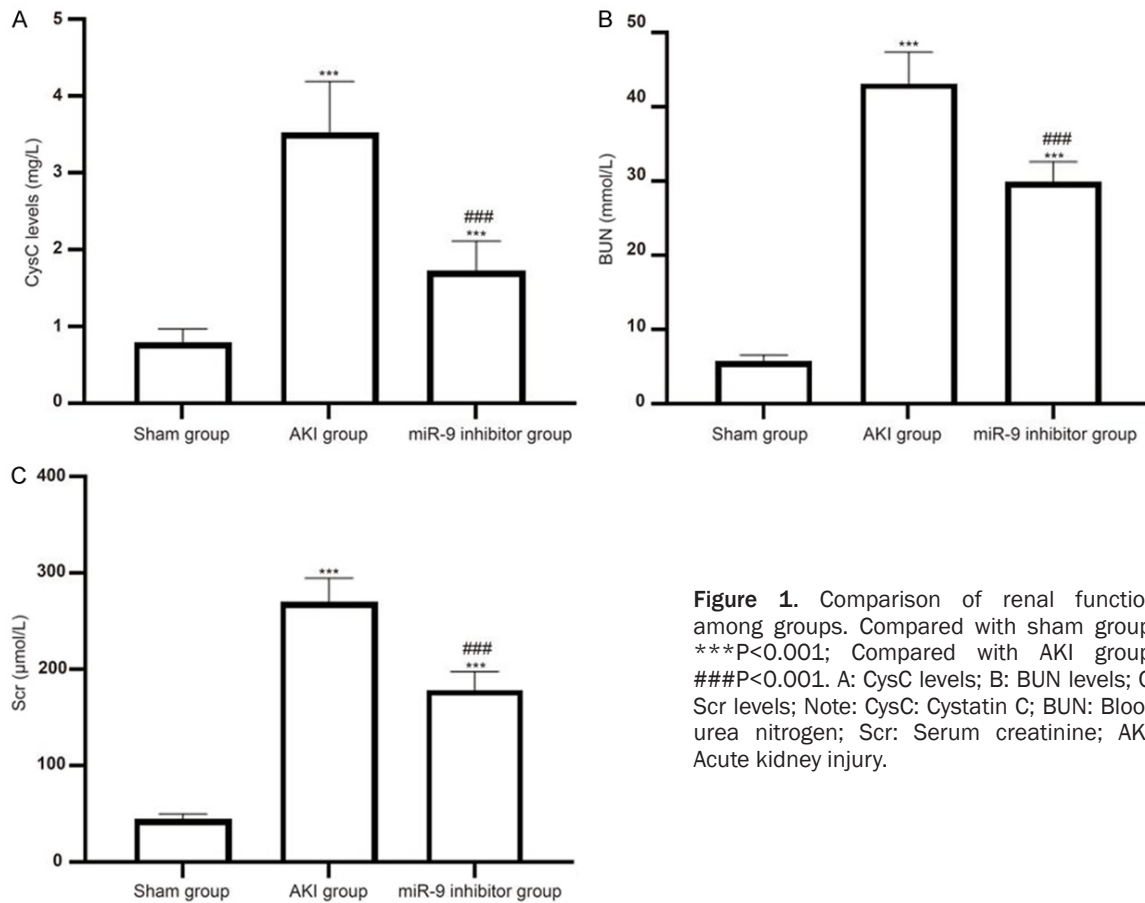 A
5
4
3
2
1
0
CysC levels (mg/L)
***
###
***
Sham group
AKI group
miR-9 inhibitor group
B
50
40
30
20
10
0
BUN (mmol/L)
***
###
***
Sham group
AKI group
miR-9 inhibitor group
C
400
300
200
100
0
Scr (μmol/L)
***
###
***
Sham group
AKI group
miR-9 inhibitor group
Figure 1. Comparison of renal function
among groups. Compared with sham group
***P<0.001; Compared with AKI group
###P<0.001. A: CysC levels; B: BUN levels; C
Scr levels; Note: CysC: Cystatin C; BUN: Bloo
urea nitrogen; Scr: Serum creatinine; AK
Acute kidney injury.